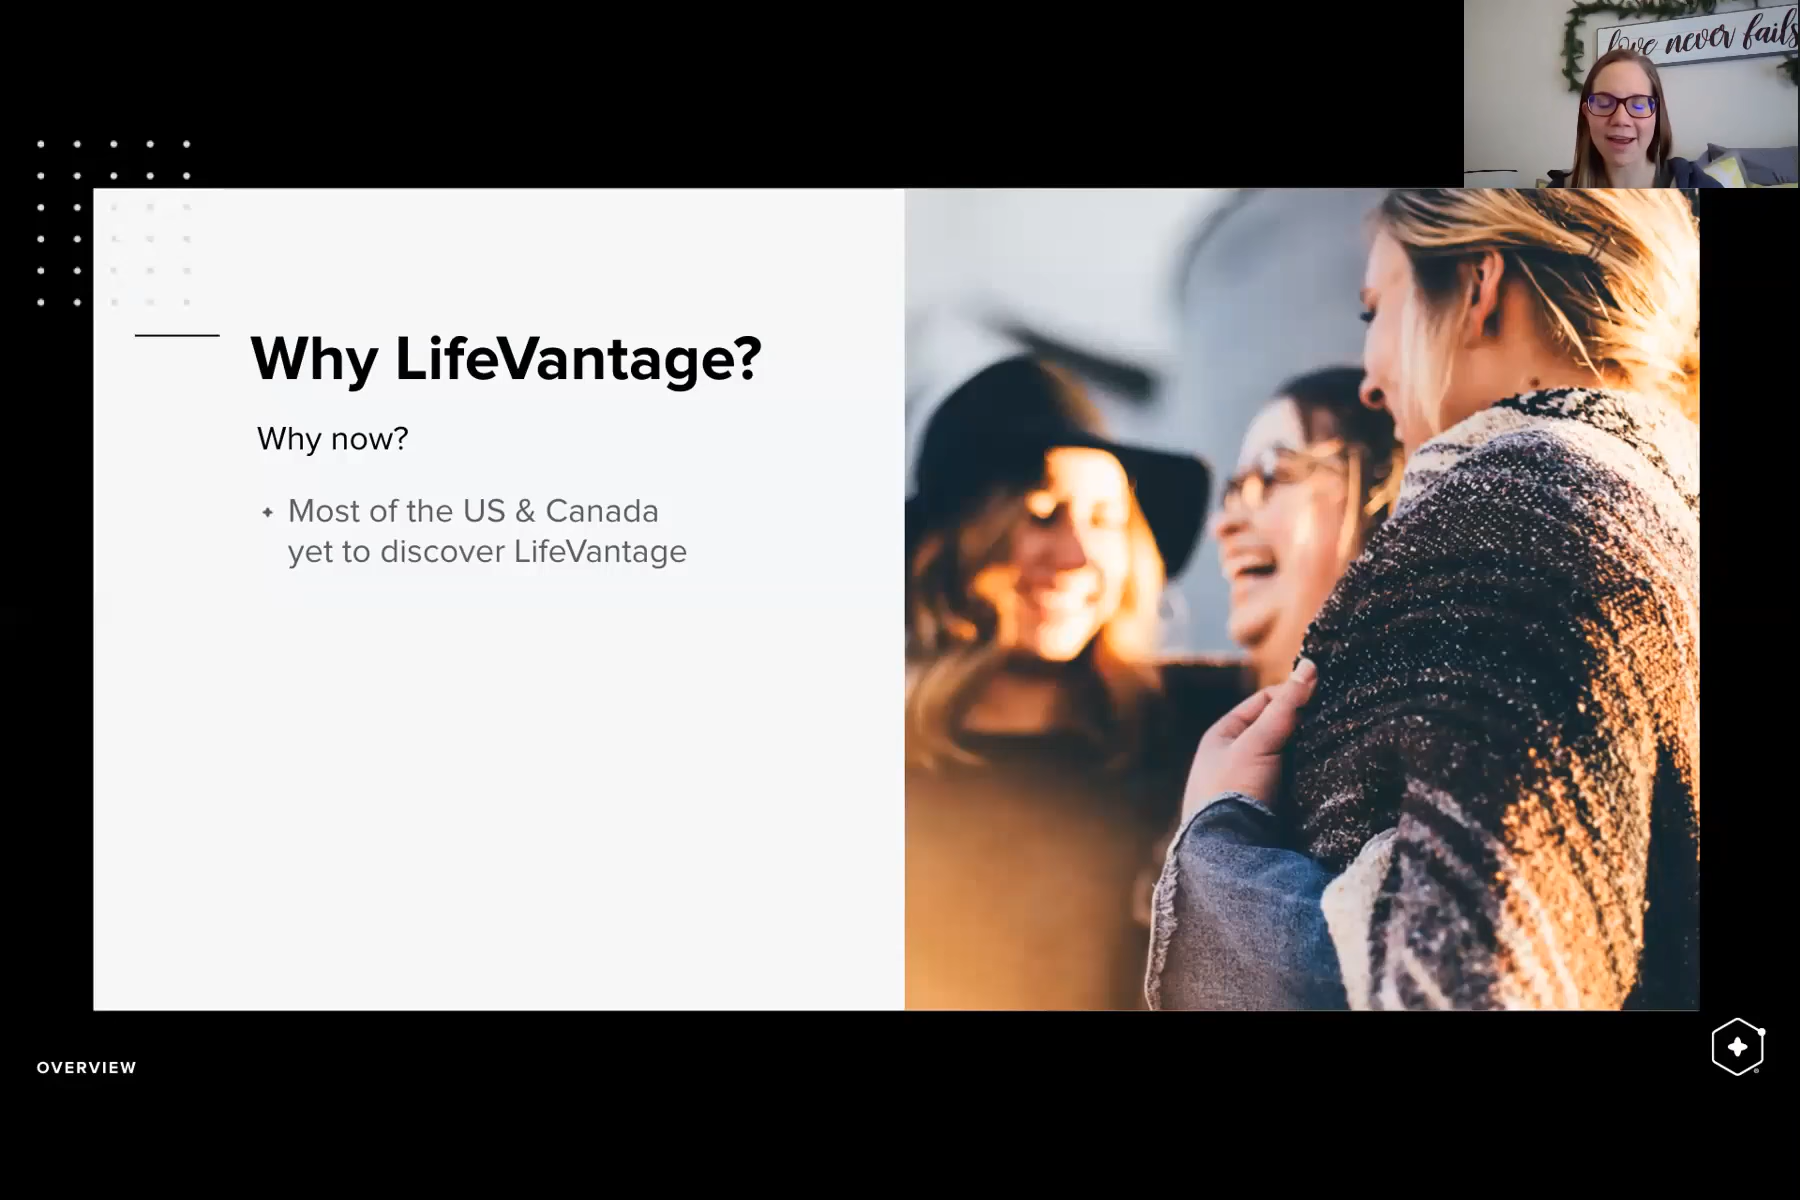 love never fails
Why LifeVantage?
Why now?
Most of the US & Canada
yet to discover LifeVantage
OVERVIEW